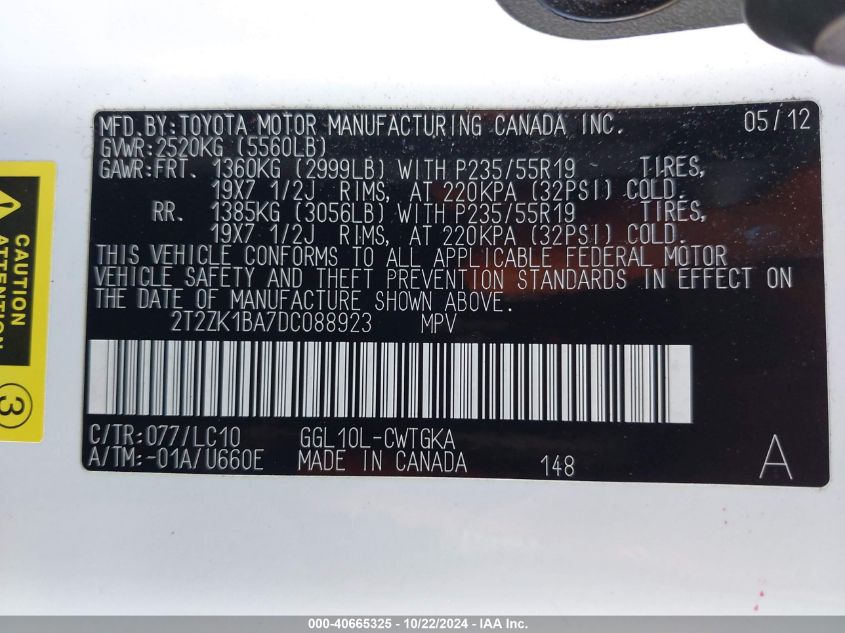 MFD.BY:TOYOTA MOTOR MANUFACTURING CANADA INC. 05/12
GVWR:2520KG (5560LB)
GAWR:FRT. 1360KG (2999LB) WITH P235/55R19 TIRES,
19X7 1/2J RIMS, AT 220KPA (32PSI) COLD.
RR. 1385KG (3056LB) WITH P235/55R19 TIRES,
19X7 1/2J RIMS, AT 220KPA (32PSI) COLD.
THIS VEHICLE CONFORMS TO ALL APPLICABLE FEDERAL MOTOR
VEHICLE SAFETY AND THEFT PREVENTION STANDARDS IN EFFECT ON
THE DATE OF MANUFACTURE SHOWN ABOVE.
2T2ZK1BA7DC088923 MPV
C/TR:077/LC10 GGL10L-CWTGKA
A/TM:-01A/U660E MADE IN CANADA 148 A
CAUTION
ATTENTION
3
000-40665325 - 10/22/2024 - IAA Inc.